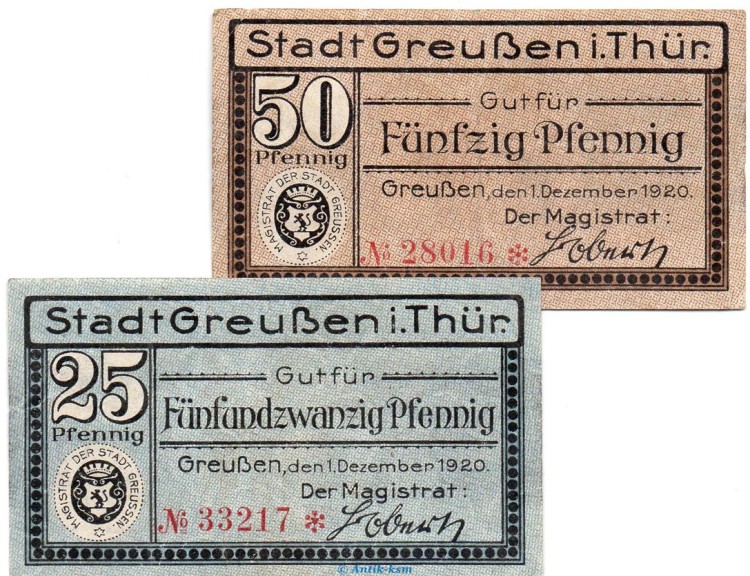 Stadt Greußen i. Thür.
50
Pfennig
Gut für
Fünfzig Pfennig
Greußen, den 1. Dezember 1920.
Der Magistrat:
MAGISTRAT DER STADT GREUSSEN.
№ 28016 *
Stadt Greußen i. Thür.
25
Pfennig
Gut für
Fünfundzwanzig Pfennig
Greußen, den 1. Dezember 1920.
Der Magistrat:
MAGISTRAT DER STADT GREUSSEN.
№ 33217 *
© Antik-ksm